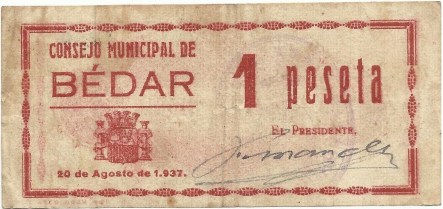 CONSEJO MUNICIPAL DE
BÉDAR
1 peseta
EL PRESIDENTE,
20 de Agosto de 1.937.